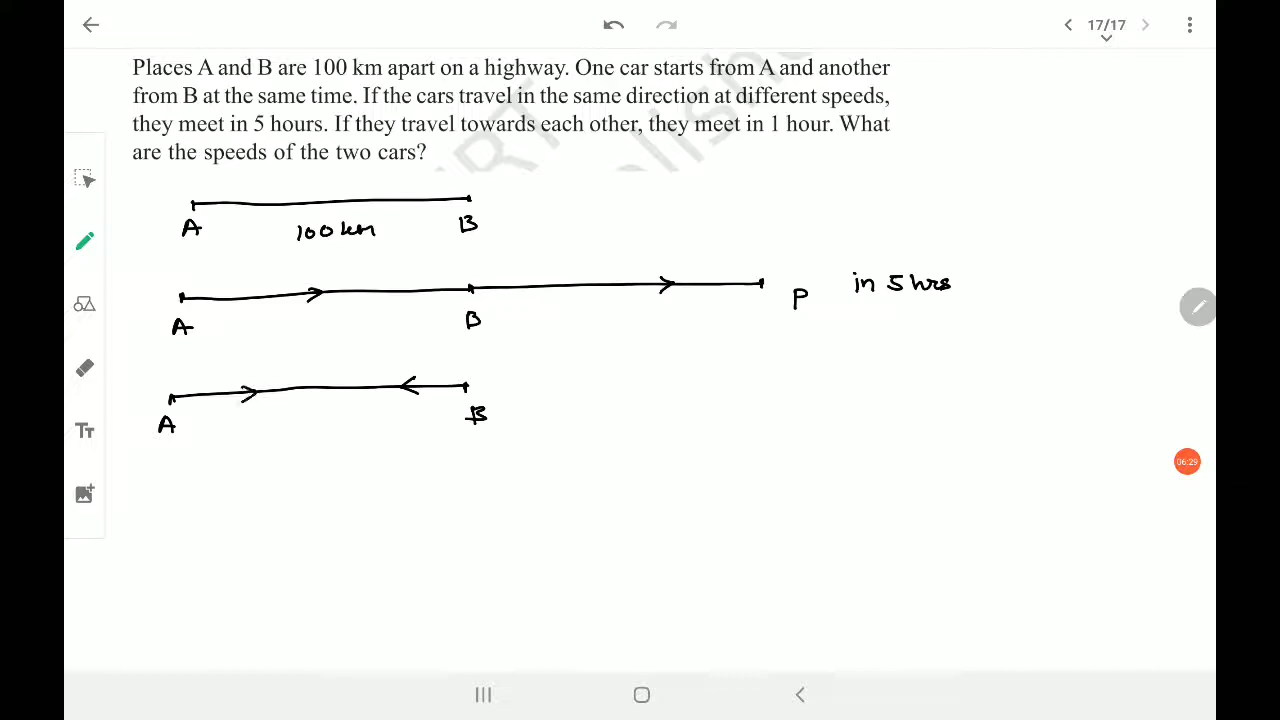 17/17
Places A and B are 100 km apart on a highway. One car starts from A and another
from B at the same time. If the cars travel in the same direction at different speeds,
they meet in 5 hours. If they travel towards each other, they meet in 1 hour. What
are the speeds of the two cars?
A 100 km B
A B P in 5 hrs
A B
Tт
06:29